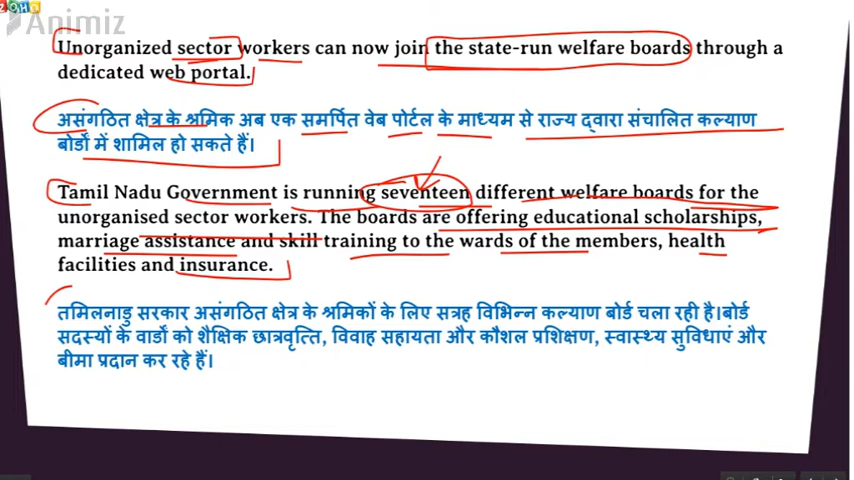 Animiz
Unorganized sector workers can now join the state-run welfare boards through a
dedicated web portal.
असंगठित क्षेत्र के श्रमिक अब एक समर्पित वेब पोर्टल के माध्यम से राज्य द्वारा संचालित कल्याण
बोर्डों में शामिल हो सकते हैं।
Tamil Nadu Government is running seventeen different welfare boards for the
unorganised sector workers. The boards are offering educational scholarships,
marriage assistance and skill training to the wards of the members, health
facilities and insurance.
तमिलनाडु सरकार असंगठित क्षेत्र के श्रमिकों के लिए सत्रह विभिन्न कल्याण बोर्ड चला रही है।बोर्ड
सदस्यों के वार्डों को शैक्षिक छात्रवृत्ति, विवाह सहायता और कौशल प्रशिक्षण, स्वास्थ्य सुविधाएं और
बीमा प्रदान कर रहे हैं।